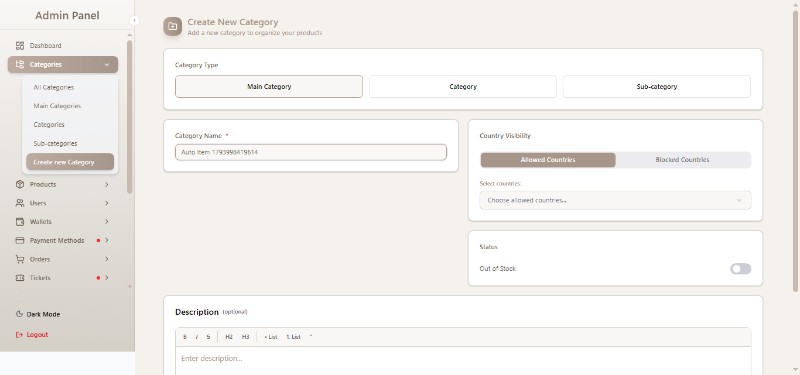 Admin Panel
Dashboard
Categories
All Categories
Main Categories
Categories
Sub-categories
Create new Category
Products
Users
Wallets
Payment Methods
Orders
Tickets
Dark Mode
Logout
Create New Category
Add a new category to organize your products
Category Type
Main Category
Category
Sub-category
Category Name *
Auto Item 1793998419614
Country Visibility
Allowed Countries
Blocked Countries
Select countries:
Choose allowed countries...
Status
Out of Stock
Description (optional)
B I S H2 H3 • List 1. List "
Enter description...